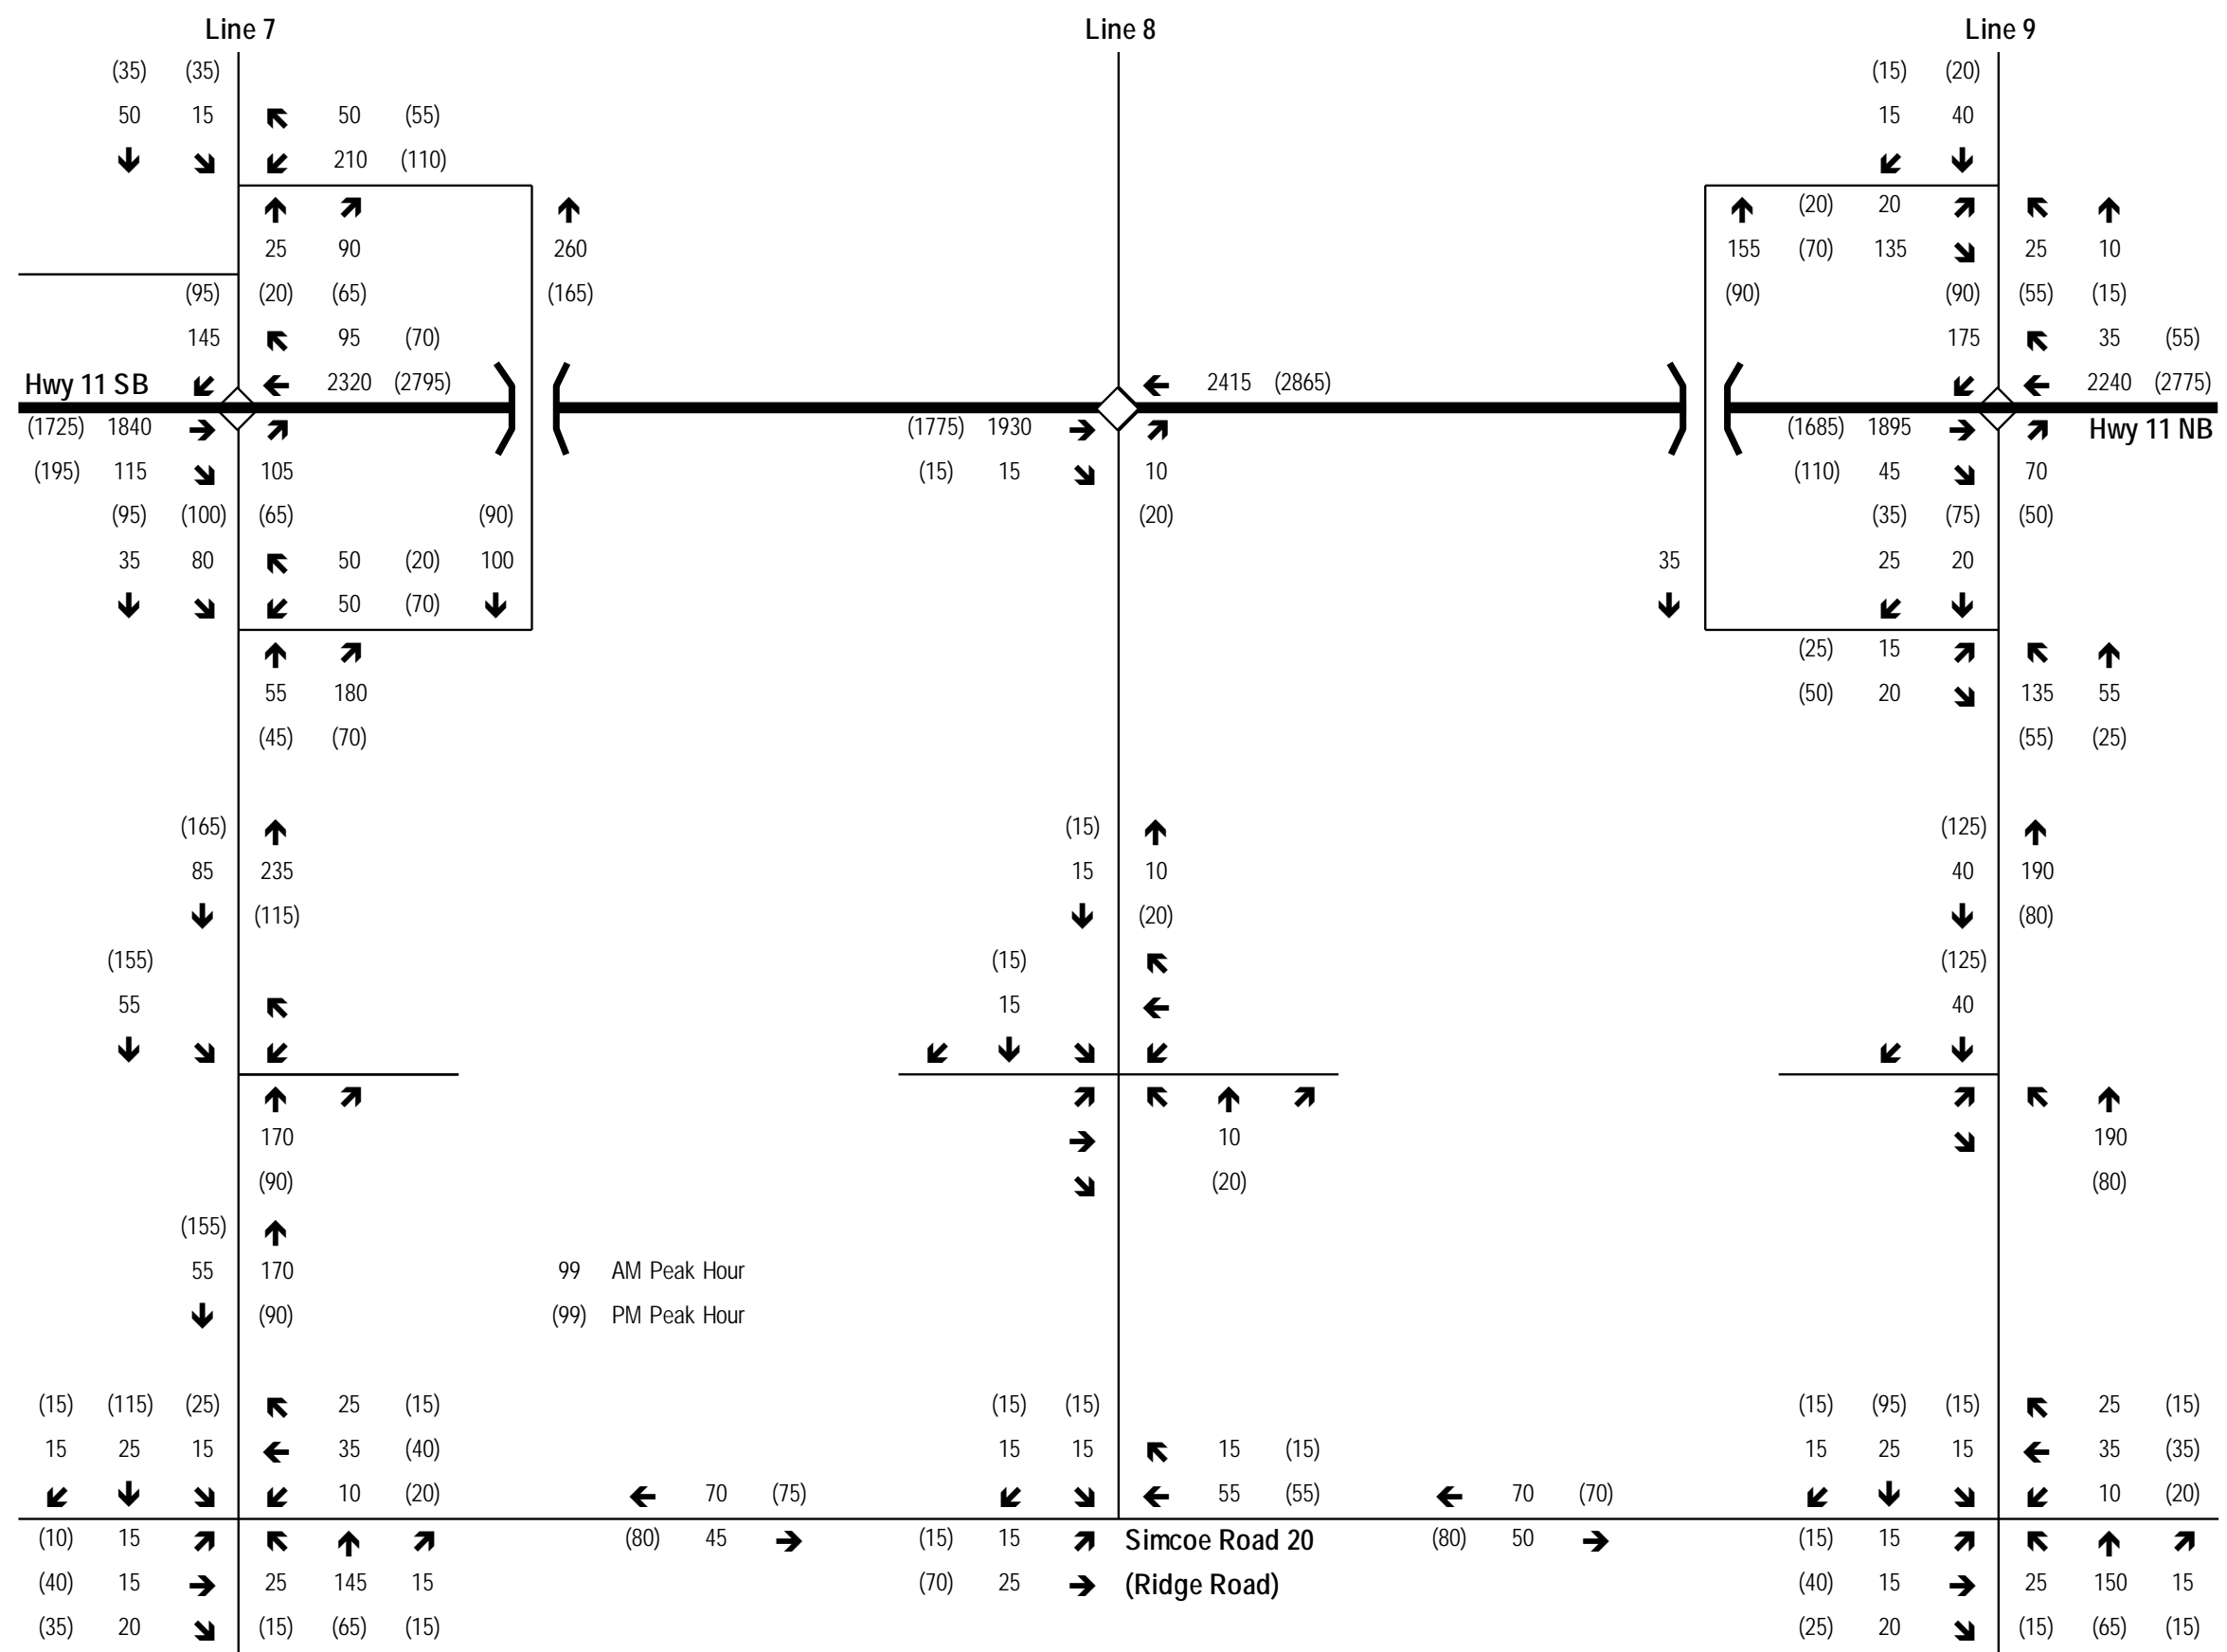 Line 7 Line 8 Line 9
(35) (35) (15) (20)
50 15 50 (55) 15 40
210 (110)
(20) 20
25 90 260 155 (70) 135 25 10
(95) (20) (65) (165) (90) (90) (55) (15)
145 95 (70) 175 35 (55)
Hwy 11 SB 2320 (2795) 2415 (2865) 2240 (2775)
(1725) 1840 (1775) 1930 (1685) 1895 Hwy 11 NB
(195) 115 105 (15) 15 10 (110) 45 70
(95) (100) (65) (90) (20) (35) (75) (50)
35 80 50 (20) 100 35 25 20
50 (70)
(25) 15
55 180 (50) 20 135 55
(45) (70) (55) (25)
(165) (15) (125)
85 235 15 10 40 190
(115) (20) (80)
(155) (15) (125)
55 15 40
170 10 190
(90) (20) (80)
(155)
55 170 99 AM Peak Hour
(90) (99) PM Peak Hour
(15) (115) (25) 25 (15) (15) (15) (15) (95) (15) 25 (15)
15 25 15 35 (40) 15 15 15 (15) 15 25 15 35 (35)
10 (20) 70 (75) 55 (55) 70 (70) 10 (20)
(10) 15 (80) 45 (15) 15 Simcoe Road 20 (80) 50 (15) 15
(40) 15 25 145 15 (70) 25 (Ridge Road) (40) 15 25 150 15
(35) 20 (15) (65) (15) (25) 20 (15) (65) (15)